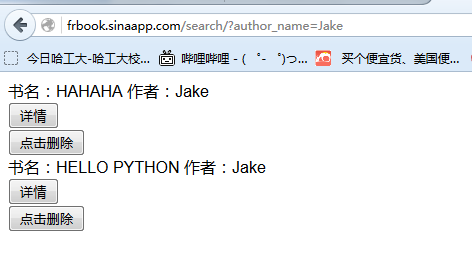 frbook.sinaapp.com/search/?author_name=Jake
今日哈工大-哈工大校... 哔哩哔哩 - ( ゜- ゜)つ... 买个便宜货、美国便...
书名：HAHAHA 作者：Jake
详情
点击删除
书名：HELLO PYTHON 作者：Jake
详情
点击删除